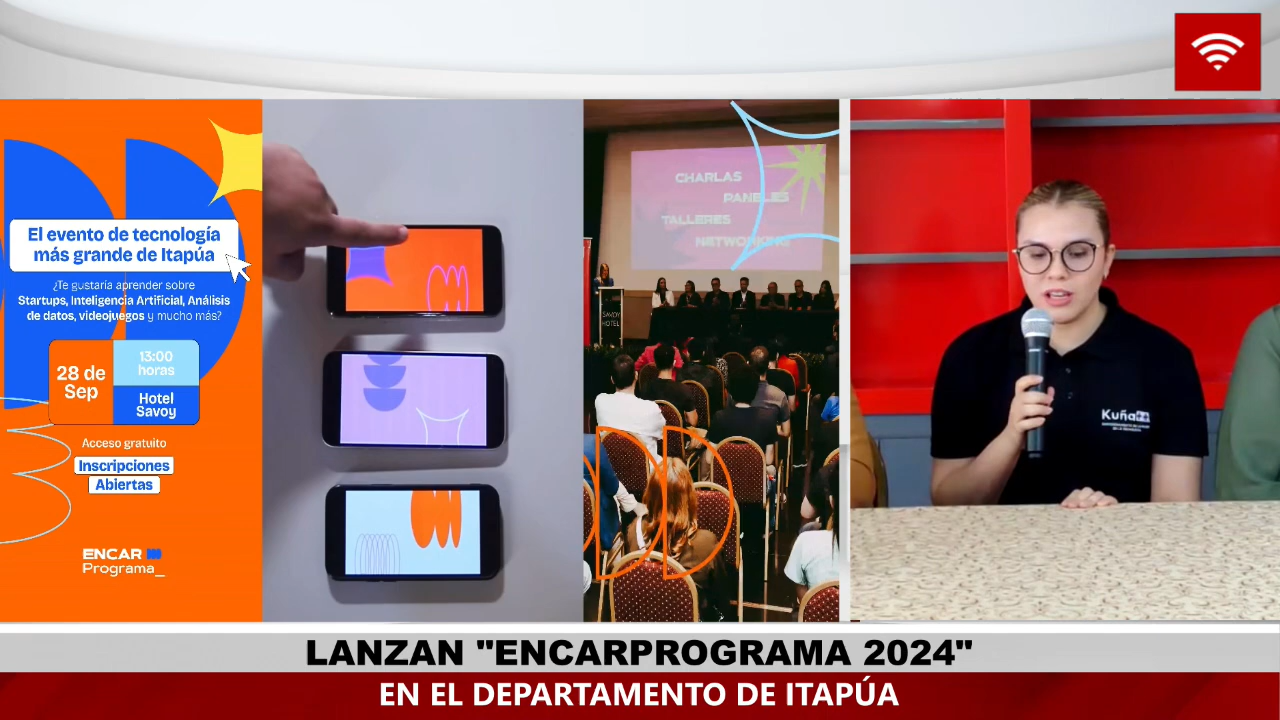 El evento de tecnología
más grande de Itapúa
¿Te gustaría aprender sobre
Startups, Inteligencia Artificial, Análisis
de datos, videojuegos y mucho más?
28 de
Sep
13:00
horas
Hotel
Savoy
Acceso gratuito
Inscripciones
Abiertas
ENCAR
Programa_
CHARLAS
PANELES
TALLERES
NETWORKING
SAVOY
HOTEL
Kuña
LANZAN "ENCARPROGRAMA 2024"
EN EL DEPARTAMENTO DE ITAPÚA